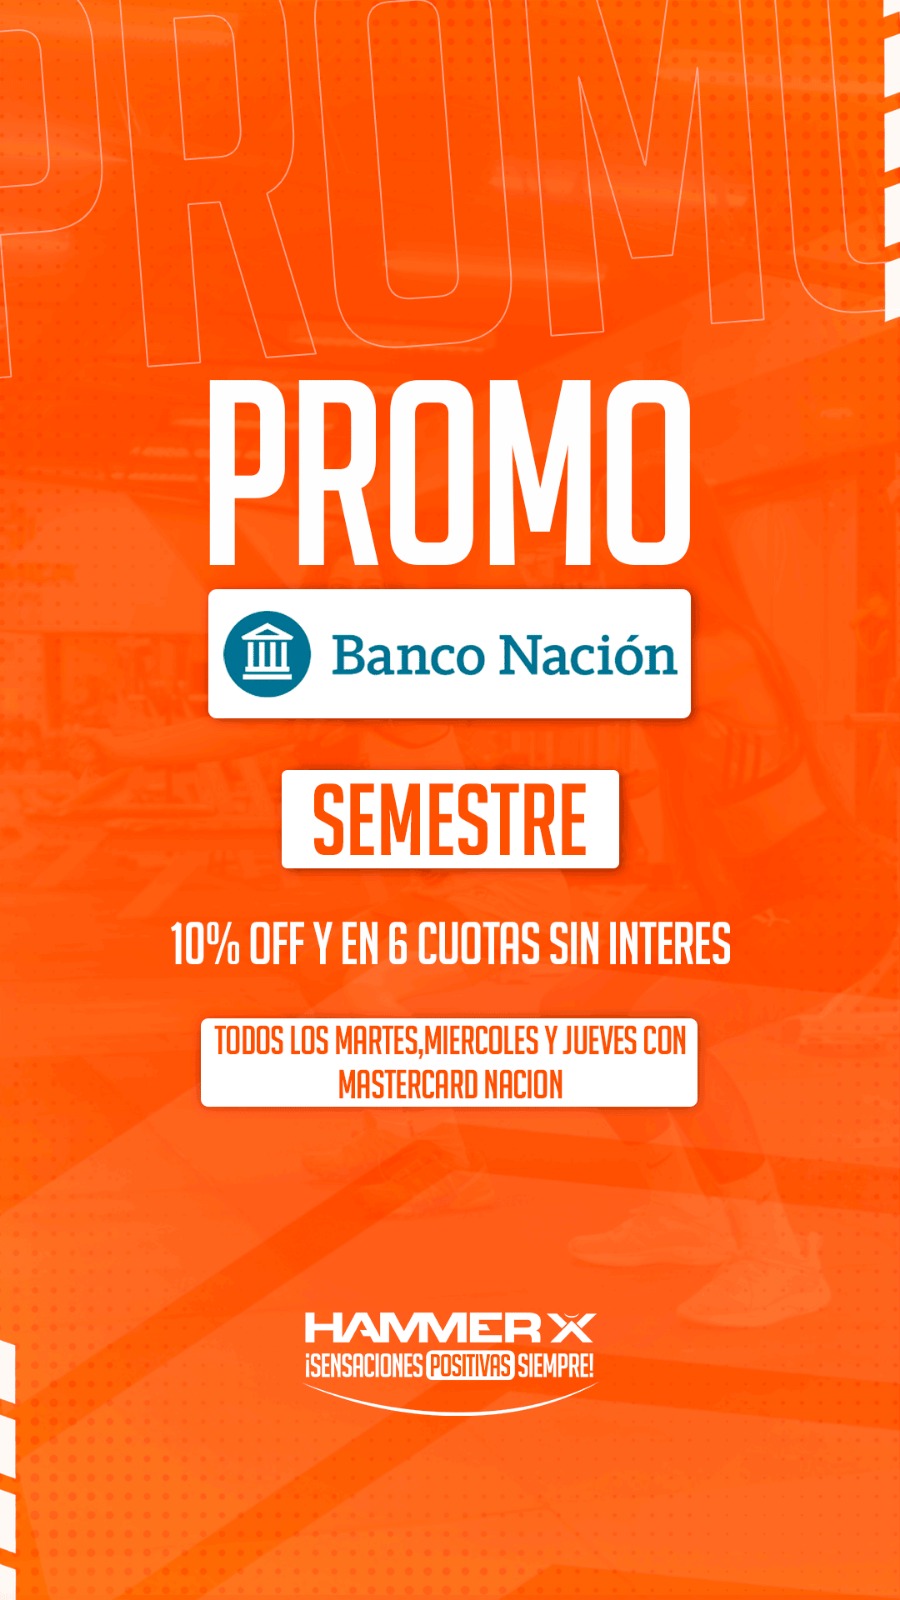 PROMO
PROMO
Banco Nación
SEMESTRE
10% OFF Y EN 6 CUOTAS SIN INTERES
TODOS LOS MARTES,MIERCOLES Y JUEVES CON
MASTERCARD NACION
HAMMER X
¡SENSACIONES POSITIVAS SIEMPRE!